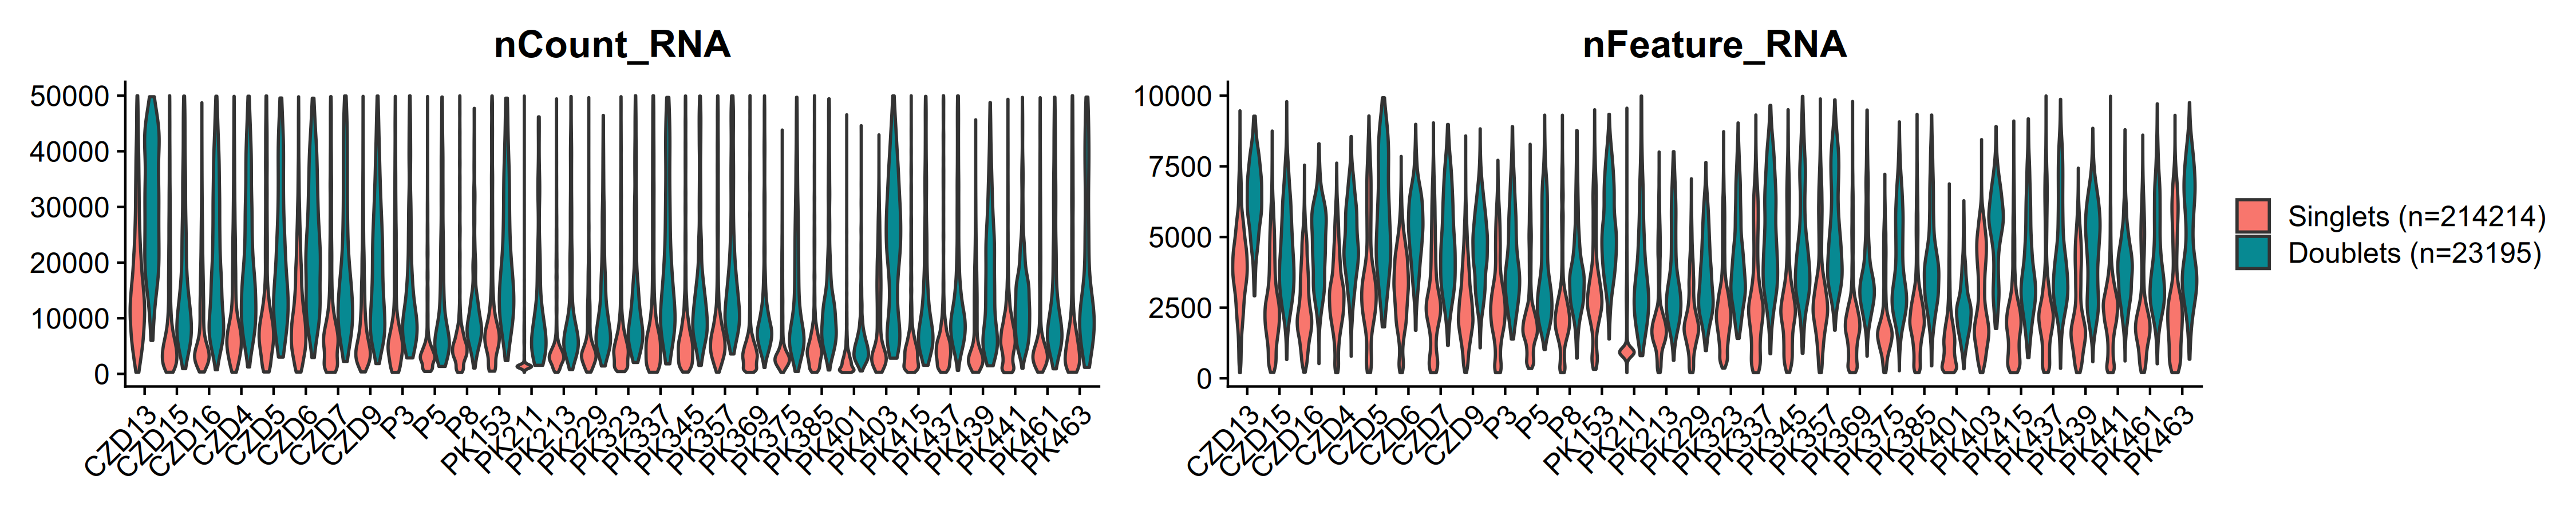 nCount_RNA
50000
40000
30000
20000
10000
0
CZD13
CZD15
CZD16
CZD4
CZD5
CZD6
CZD7
CZD9
P3
P5
P8
PK153
PK211
PK213
PK229
PK323
PK337
PK345
PK357
PK369
PK375
PK385
PK401
PK403
PK415
PK437
PK439
PK441
PK461
PK463
nFeature_RNA
10000
7500
5000
2500
0
CZD13
CZD15
CZD16
CZD4
CZD5
CZD6
CZD7
CZD9
P3
P5
P8
PK153
PK211
PK213
PK229
PK323
PK337
PK345
PK357
PK369
PK375
PK385
PK401
PK403
PK415
PK437
PK439
PK441
PK461
PK463
Singlets (n=214214)
Doublets (n=23195)